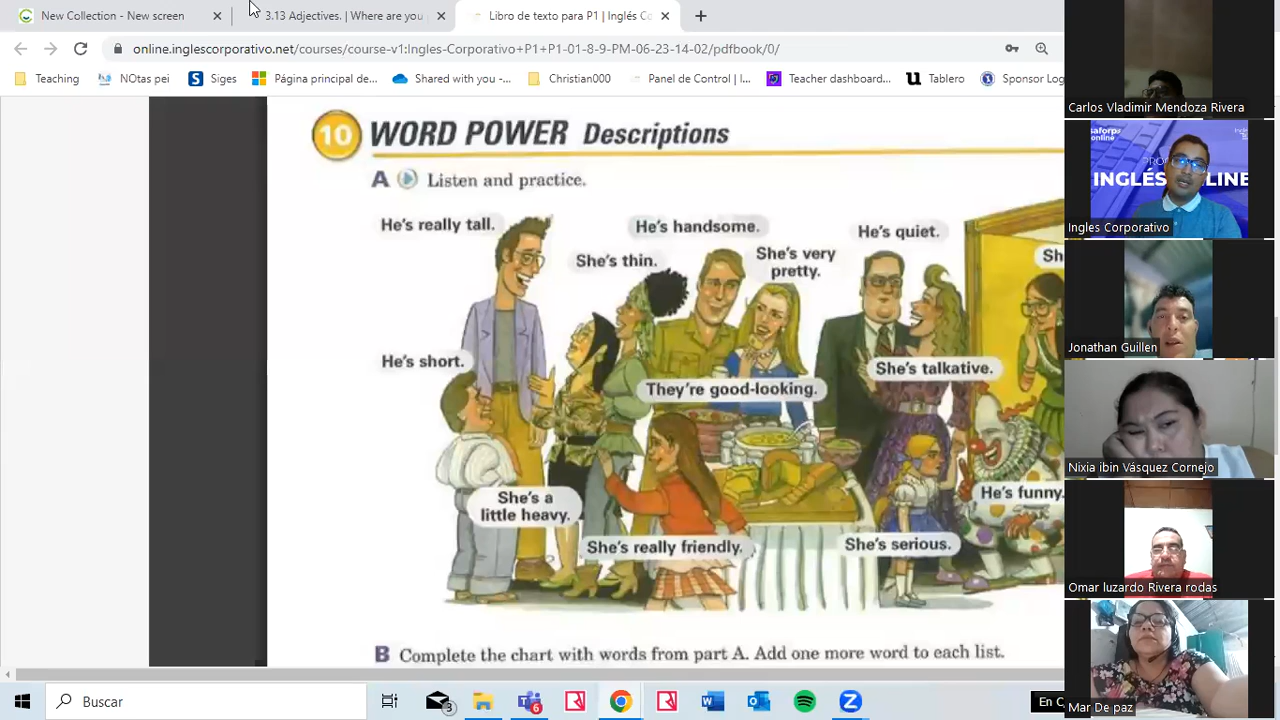 New Collection - New screen
3.13 Adjectives. | Where are you
Libro de texto para P1 | Inglés Co
online.inglescorporativo.net/courses/course-v1:Ingles-Corporativo+P1+P1-01-8-9-PM-06-23-14-02/pdfbook/0/
Teaching
NOtas pei
S
Siges
Página principal de...
Shared with you -...
Christian000
Panel de Control | I...
Teacher dashboard...
u
Tablero
Sponsor Log
10 WORD POWER Descriptions
A Listen and practice.
He's really tall.
He's handsome.
He's quiet.
She's thin.
She's very
pretty.
He's short.
They're good-looking.
She's talkative.
She's a
little heavy.
He's funny.
She's really friendly.
She's serious.
B Complete the chart with words from part A. Add one more word to each list.
Carlos Vladimir Mendoza Rivera
INGLÉS
LINE
Ingles Corporativo
Jonathan Guillen
Nixia ibin Vásquez Cornejo
Omar luzardo Rivera rodas
Mar De paz
Buscar
3
6